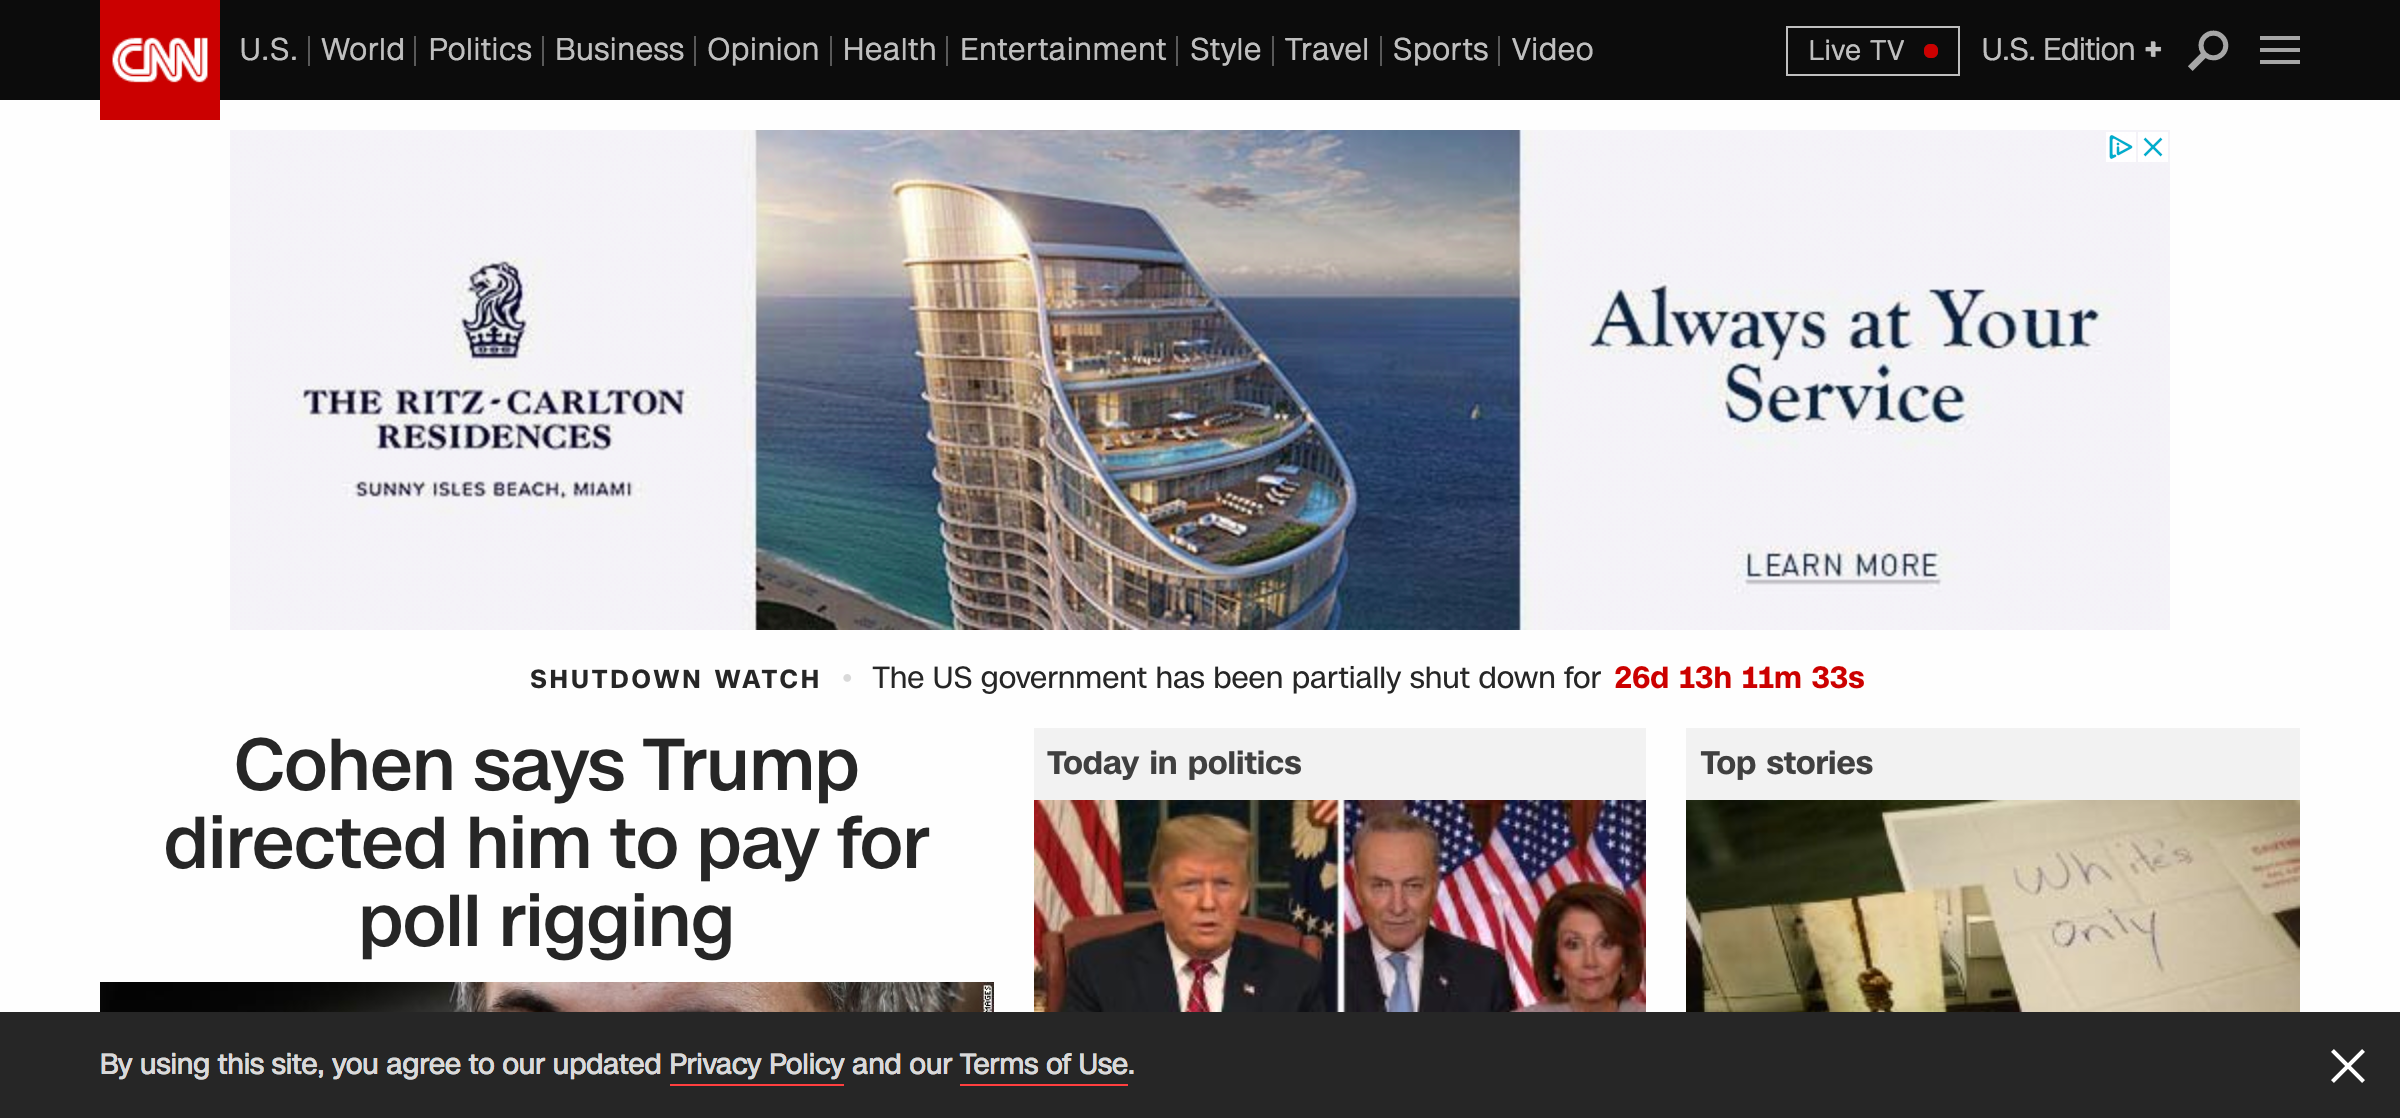 CNN
U.S. World Politics Business Opinion Health Entertainment Style Travel Sports Video
Live TV
U.S. Edition +
THE RITZ-CARLTON
RESIDENCES
SUNNY ISLES BEACH, MIAMI
Always at Your
Service
LEARN MORE
SHUTDOWN WATCH • The US government has been partially shut down for 26d 13h 11m 33s
Cohen says Trump
directed him to pay for
poll rigging
Today in politics
Top stories
Whites
only
By using this site, you agree to our updated Privacy Policy and our Terms of Use.